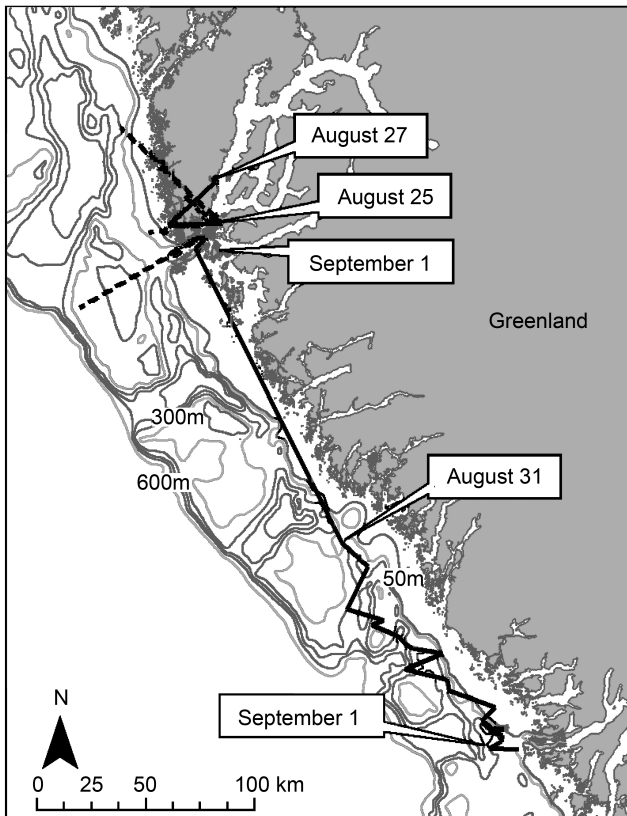 August 27
August 25
September 1
Greenland
300m
600m
August 31
50m
September 1
N
0 25 50 100 km